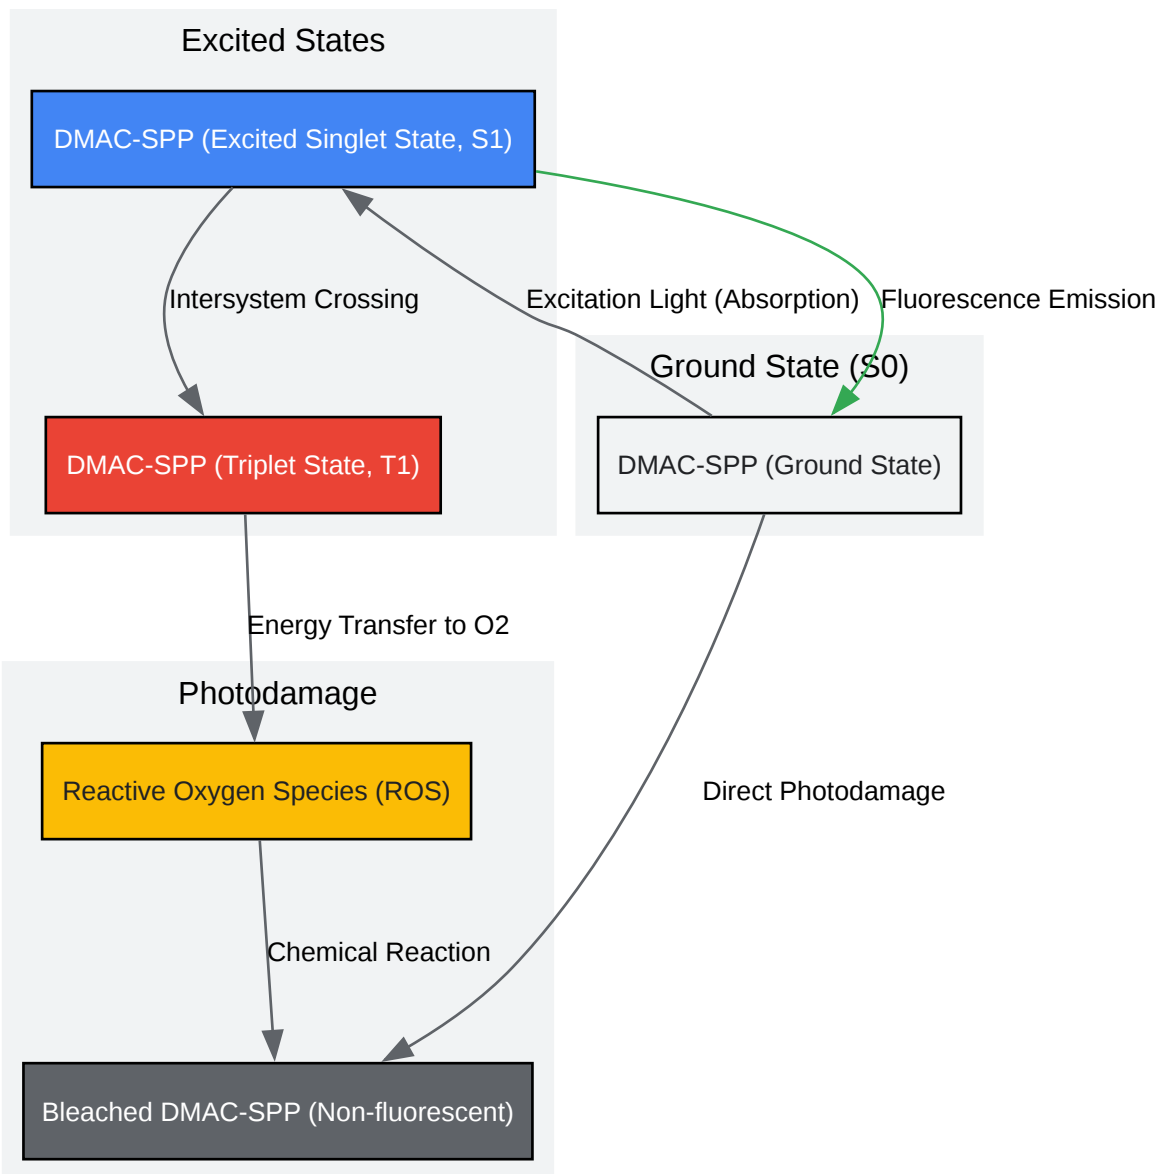 Excited States
DMAC-SPP (Excited Singlet State, S1)
Intersystem Crossing
Excitation Light (Absorption)
Fluorescence Emission
Ground State (S0)
DMAC-SPP (Triplet State, T1)
DMAC-SPP (Ground State)
Energy Transfer to O2
Photodamage
Reactive Oxygen Species (ROS)
Direct Photodamage
Chemical Reaction
Bleached DMAC-SPP (Non-fluorescent)